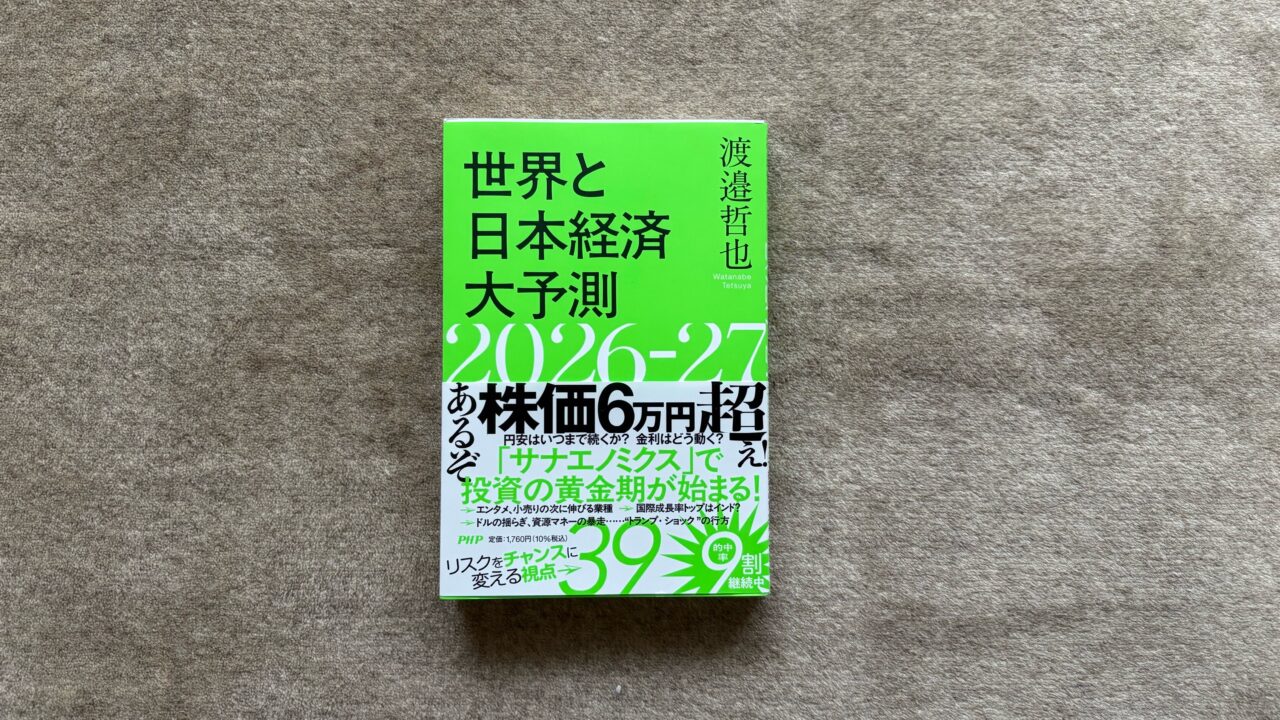 世界と
日本経済
大予測
2026-27
渡邉哲也
Watanabe
Tetsuya
あるぞ
株価6万円超え!
円安はいつまで続くか? 金利はどう動く?
「サナエノミクス」で
投資の黄金期が始まる!
→エンタメ、小売りの次に伸びる業種 →国際成長率トップはインド?
→ドルの揺らぎ、資源マネーの暴走……“トランプ・ショック”の行方
PHP 定価:1,760円(10%税込)
リスクをチャンスに
変える視点→39
的中率
9割
継続中